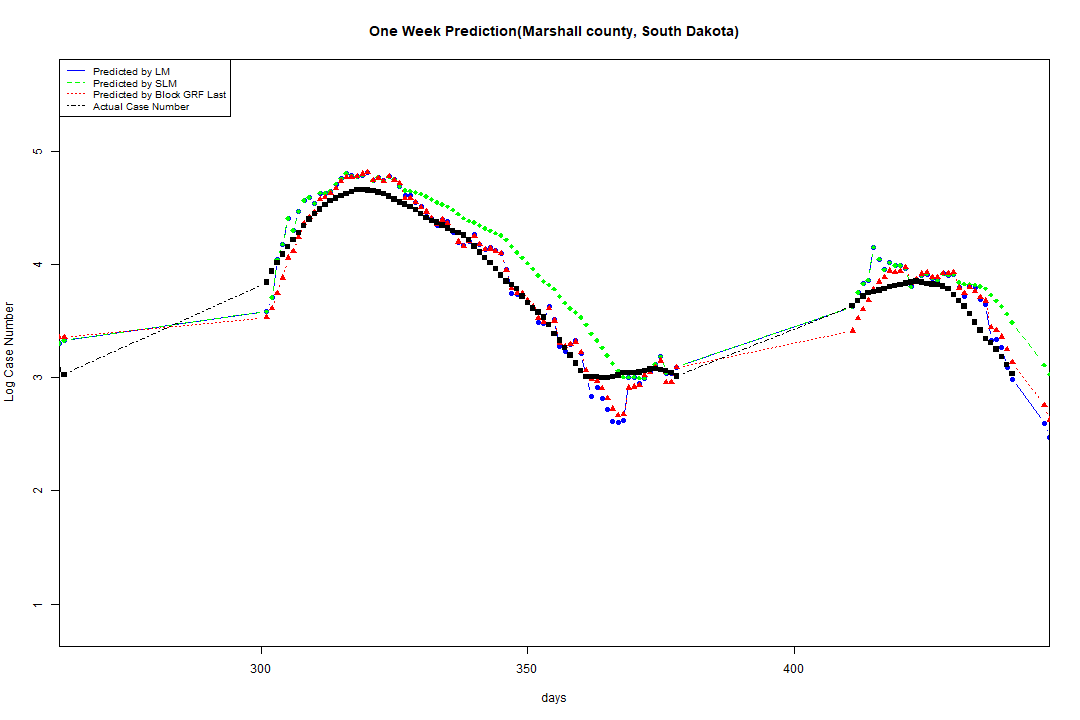 One Week Prediction(Marshall county, South Dakota)
Predicted by LM
Predicted by SLM
Predicted by Block GRF Last
Actual Case Number
5
4
3
2
1
Log Case Number
300 350 400
days